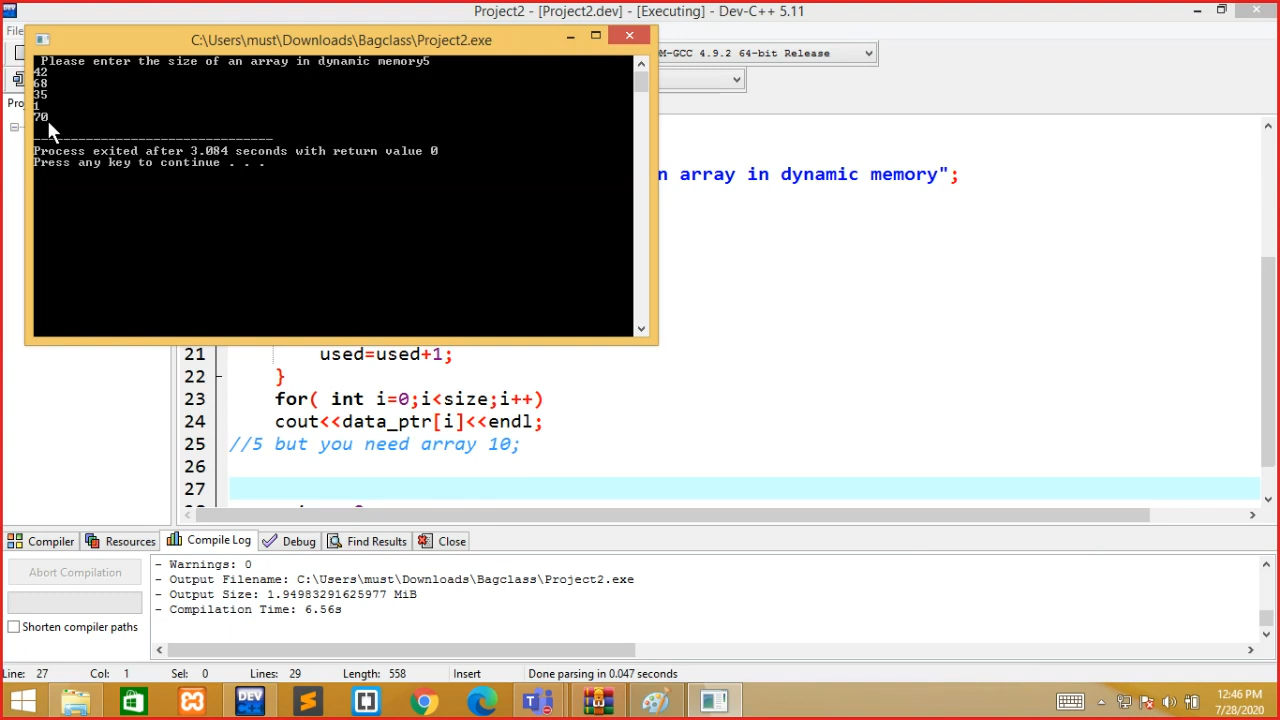 Project2 - [Project2.dev] - [Executing] - Dev-C++ 5.11
File
C:\Users\must\Downloads\Bagclass\Project2.exe
M-GCC 4.9.2 64-bit Release
Please enter the size of an array in dynamic memory5
42
68
35
1
70
--------------------------------
Process exited after 3.084 seconds with return value 0
Press any key to continue . . .
n array in dynamic memory";
21 used=used+1;
22 }
23 for( int i=0;i<size;i++)
24 cout<<data_ptr[i]<<endl;
25 //5 but you need array 10;
26
27
Compiler Resources Compile Log Debug Find Results Close
Abort Compilation
Shorten compiler paths
- Warnings: 0
- Output Filename: C:\Users\must\Downloads\Bagclass\Project2.exe
- Output Size: 1.94983291625977 MiB
- Compilation Time: 6.56s
Line: 27 Col: 1 Sel: 0 Lines: 29 Length: 558 Insert Done parsing in 0.047 seconds
DEV
12:46 PM
7/28/2020